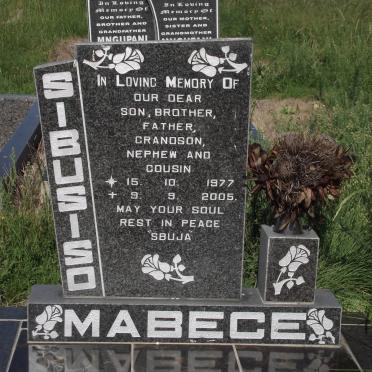 In Loving
Memory Of
OUR FATHER,
BROTHER AND
GRANDFATHER
MNGUPANI
In Loving
Memory Of
OUR MOTHER,
SISTER AND
GRANDMOTHER
SIBUSISO
IN LOVING MEMORY OF
OUR DEAR
SON, BROTHER,
FATHER,
GRANDSON,
NEPHEW AND
COUSIN
15. 10. 1977
9. 9. 2005.
MAY YOUR SOUL
REST IN PEACE
"SBUJA"
MABECE